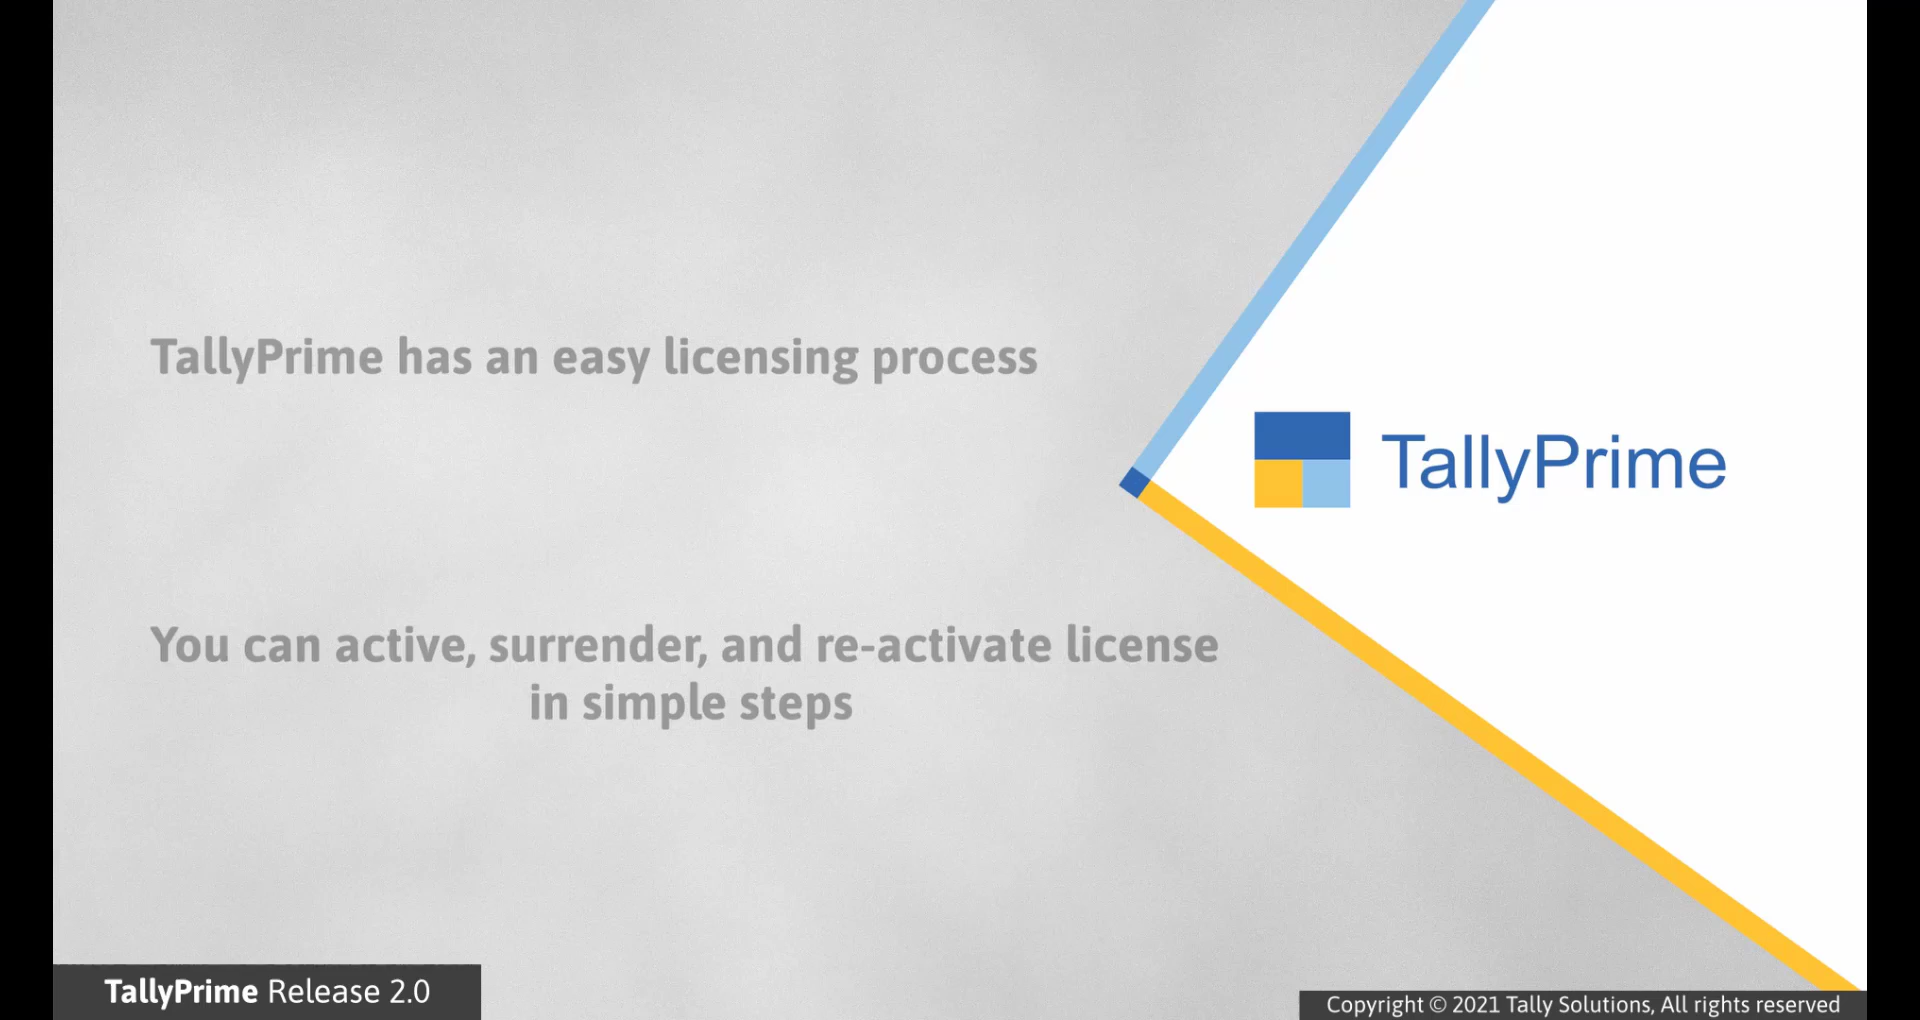 TallyPrime has an easy licensing process
TallyPrime
You can active, surrender, and re-activate license
in simple steps
TallyPrime Release 2.0
Copyright © 2021 Tally Solutions, All rights reserved